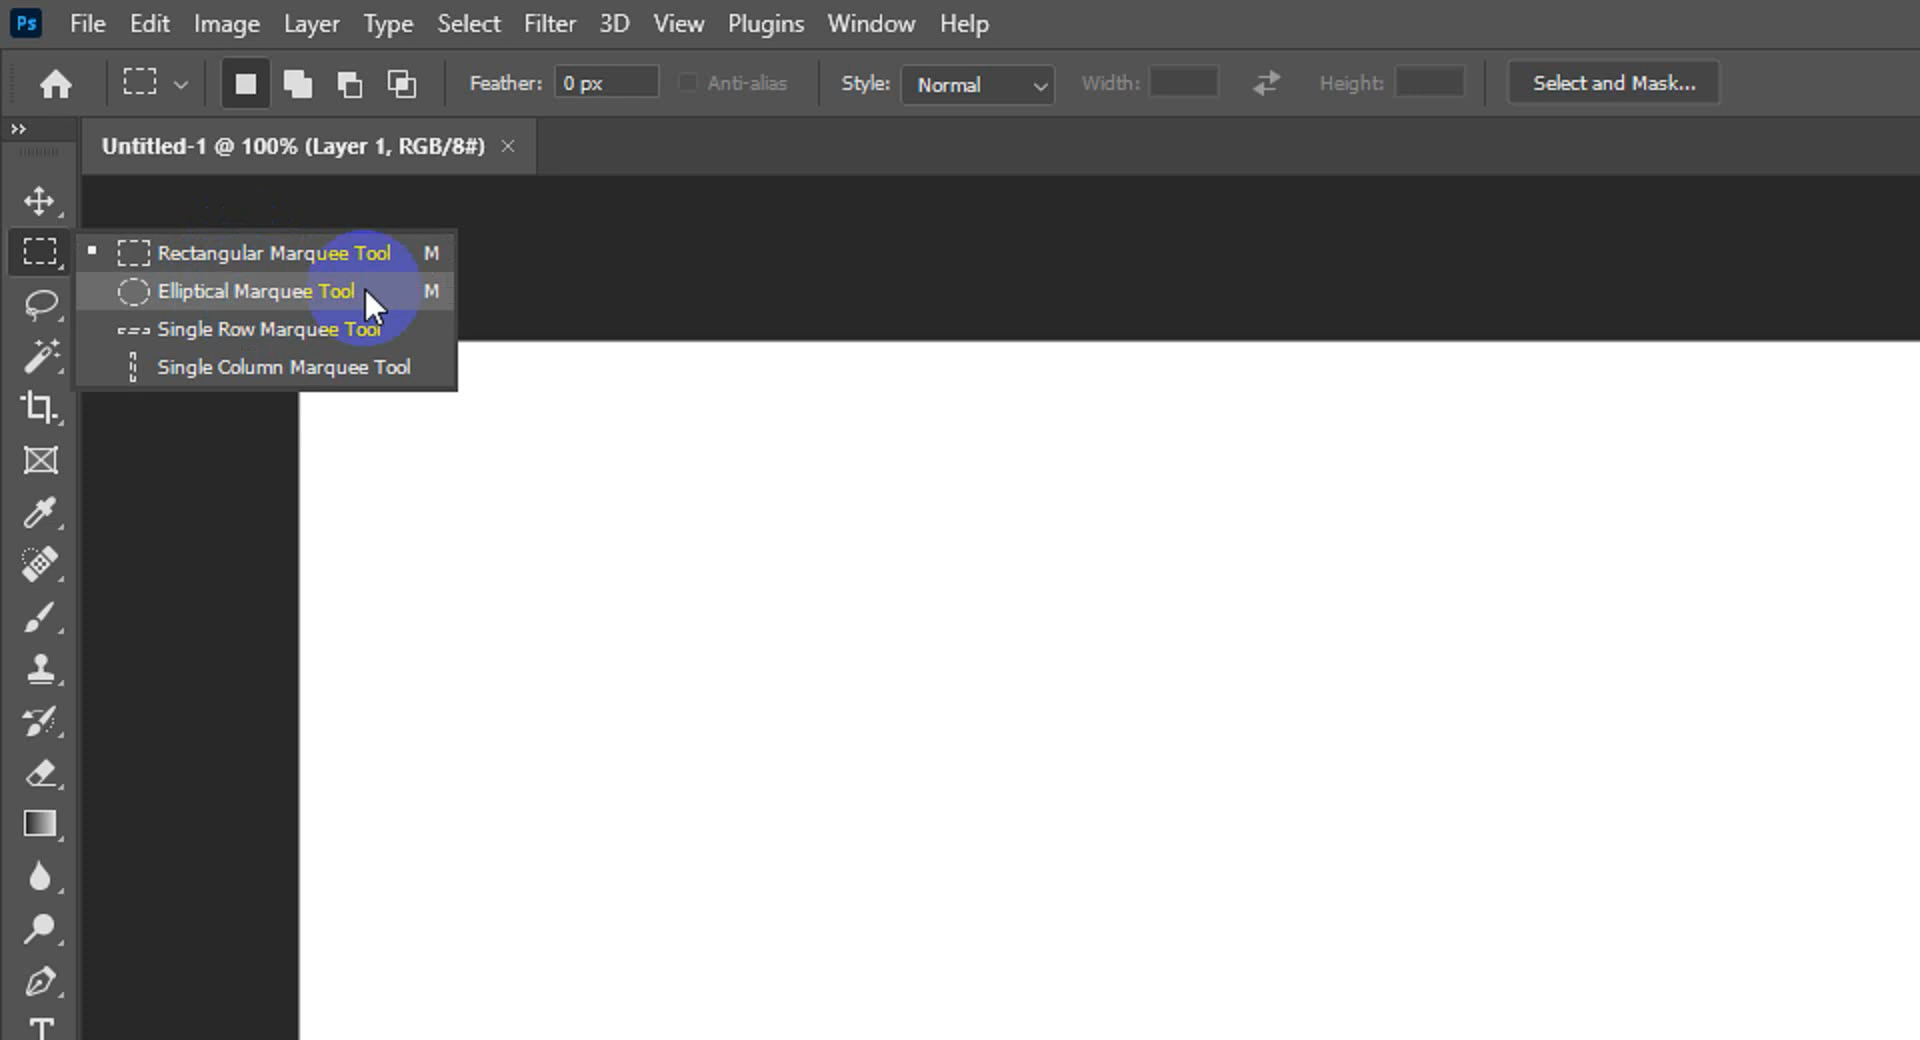 Ps File Edit Image Layer Type Select Filter 3D View Plugins Window Help
Feather: 0 px Anti-alias Style: Normal Width: Height: Select and Mask...
Untitled-1 @ 100% (Layer 1, RGB/8#) ×
Rectangular Marquee Tool M
Elliptical Marquee Tool M
Single Row Marquee Tool
Single Column Marquee Tool